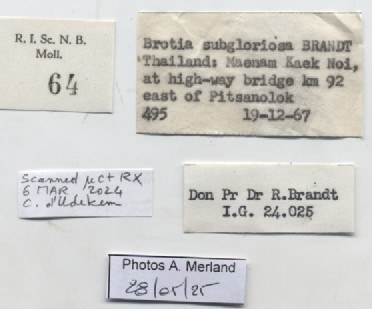 R. I. Sc. N. B.
Moll.
64
Brotia subgloriosa BRANDT
Thailand: Maenam Kaek Noi,
at high-way bridge km 92
east of Pitsanolok
495 19-12-67
Scanned µCT RX
6 MAR 2024
C. d'Udekem
Don Pr Dr R.Brandt
I.G. 24.025
Photos A. Merland
28/05/25